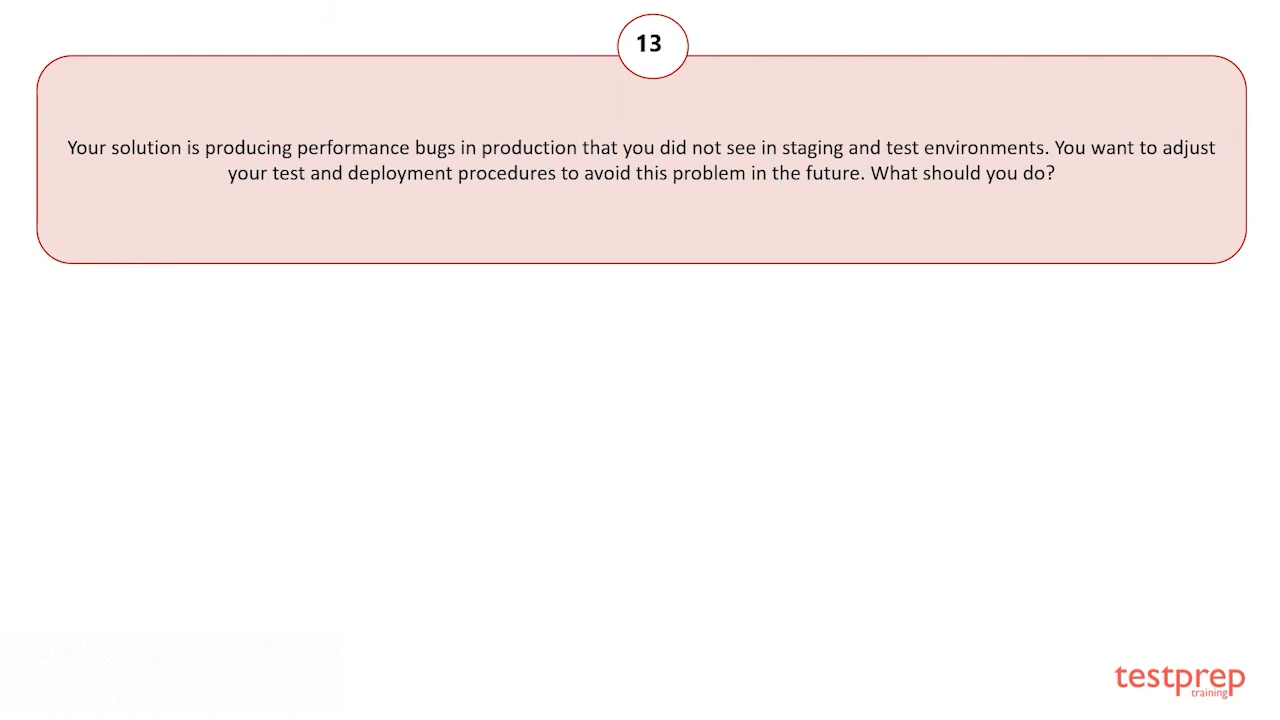 13
Your solution is producing performance bugs in production that you did not see in staging and test environments. You want to adjust
your test and deployment procedures to avoid this problem in the future. What should you do?
testprep
training